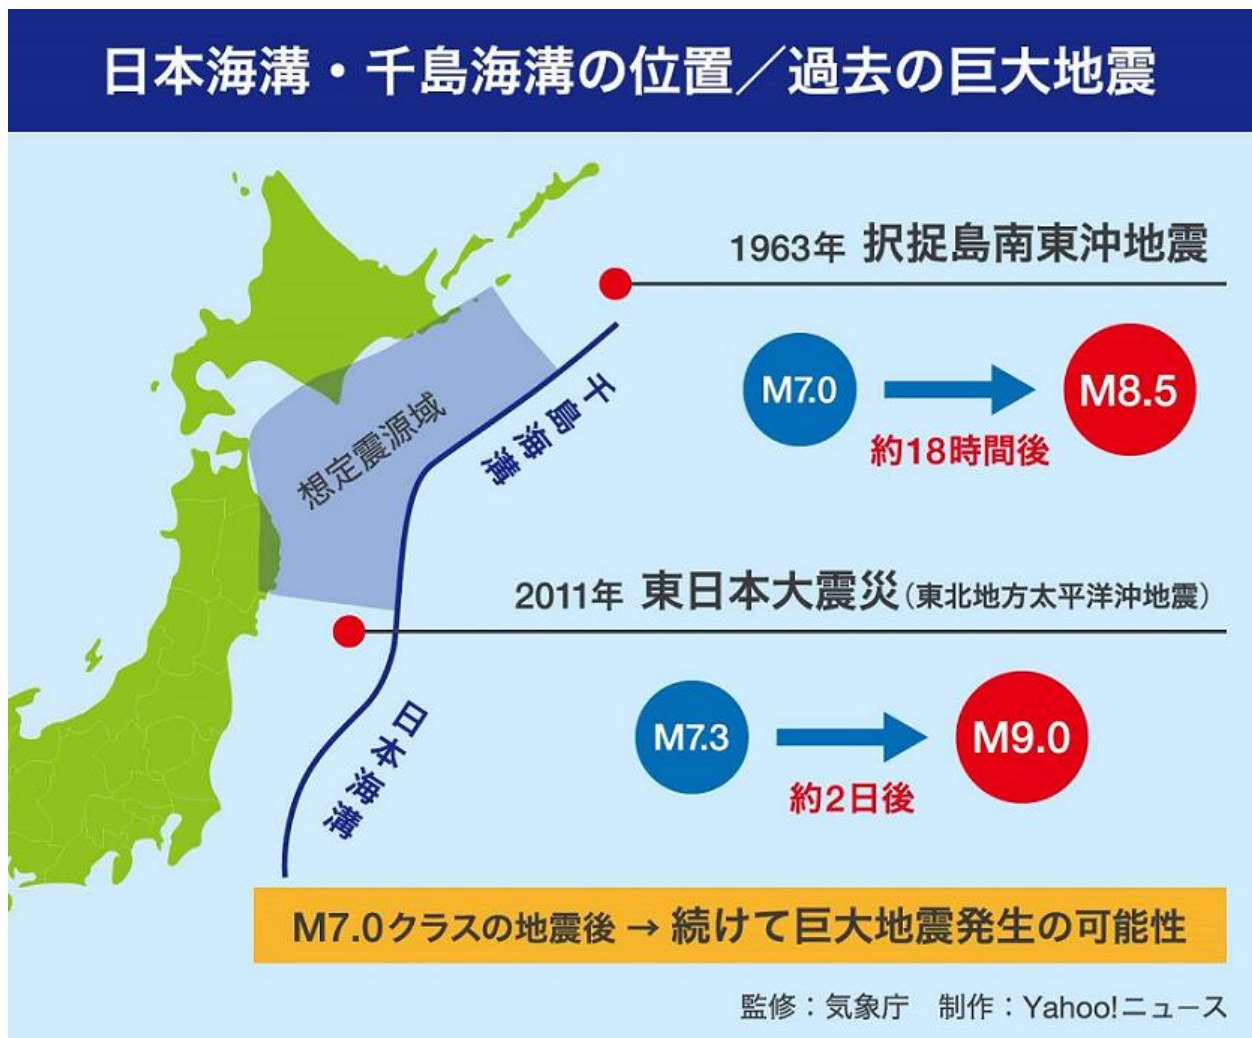 日本海溝・千島海溝の位置／過去の巨大地震
1963年 択捉島南東沖地震
M7.0
約18時間後
M8.5
千島海溝
想定震源域
2011年 東日本大震災（東北地方太平洋沖地震）
M7.3
約2日後
M9.0
日本海溝
M7.0クラスの地震後→続けて巨大地震発生の可能性
監修：気象庁　制作：Yahoo!ニュース